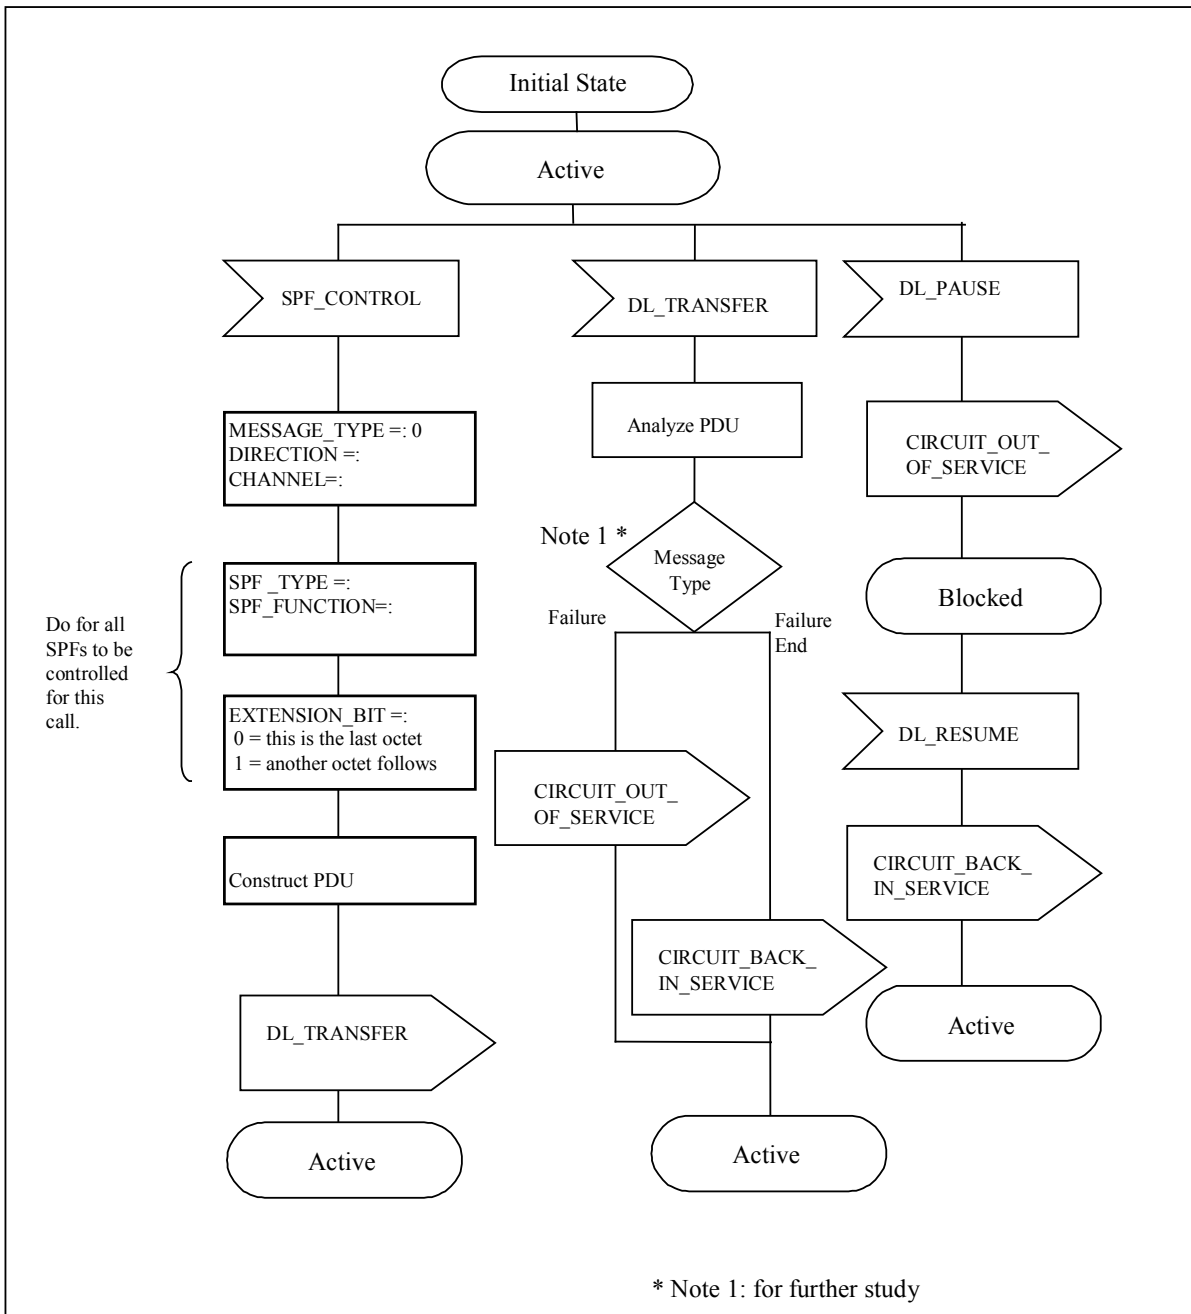 Initial State
Active
SPF_CONTROL
DL_TRANSFER
DL_PAUSE
MESSAGE_TYPE =: 0
DIRECTION =:
CHANNEL=:
Analyze PDU
CIRCUIT_OUT_
OF_SERVICE
Note 1 *
Message
Type
Failure
Failure
End
Blocked
Do for all
SPFs to be
controlled
for this
call.
SPF _TYPE =:
SPF_FUNCTION=:
EXTENSION_BIT =:
0 = this is the last octet
1 = another octet follows
DL_RESUME
CIRCUIT_OUT_
OF_SERVICE
Construct PDU
CIRCUIT_BACK_
IN_SERVICE
CIRCUIT_BACK_
IN_SERVICE
DL_TRANSFER
Active
Active
Active
* Note 1: for further study